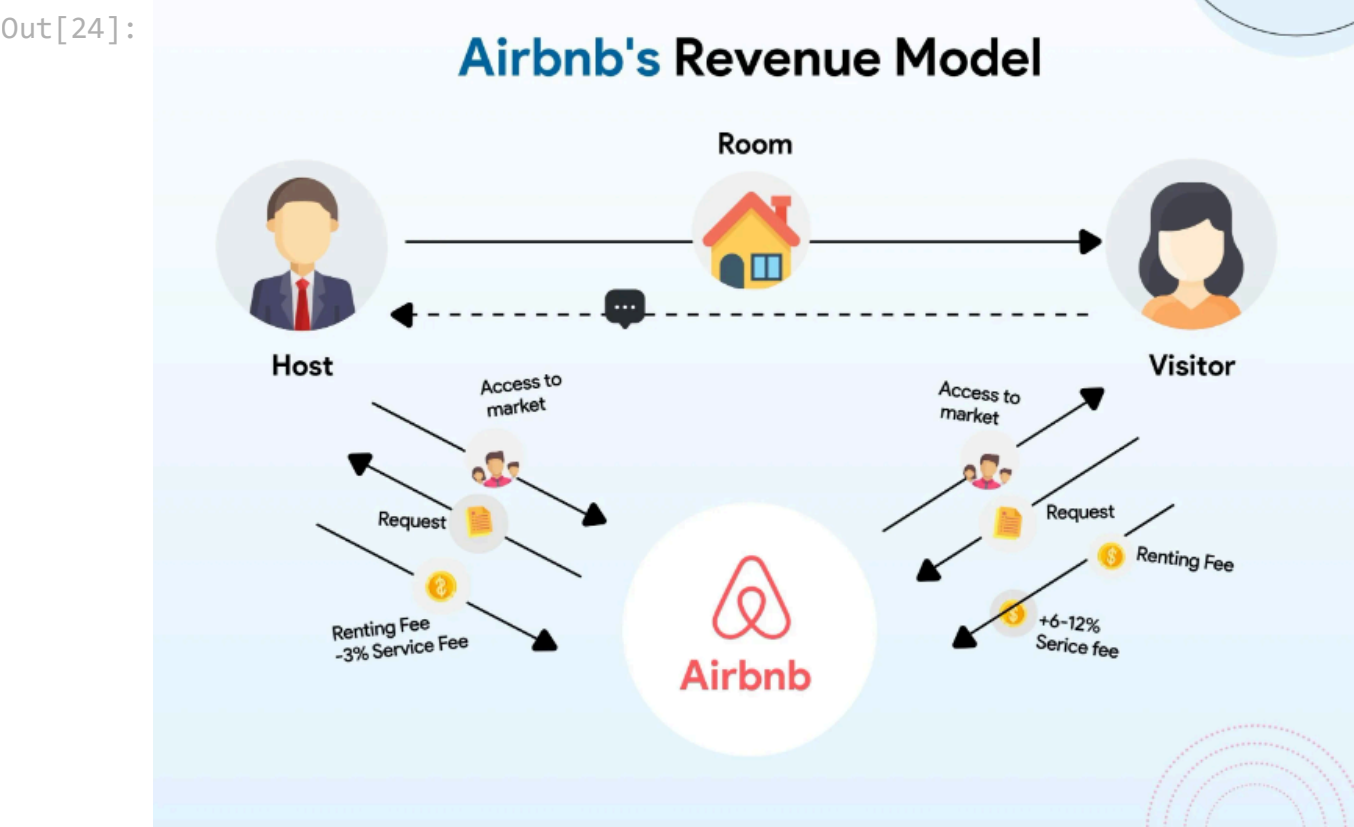 Out[24]:
Airbnb's Revenue Model
Room
Host
Visitor
Access to
market
Access to
market
Request
Request
Renting Fee
Renting Fee
-3% Service Fee
+6-12%
Serice fee
Airbnb